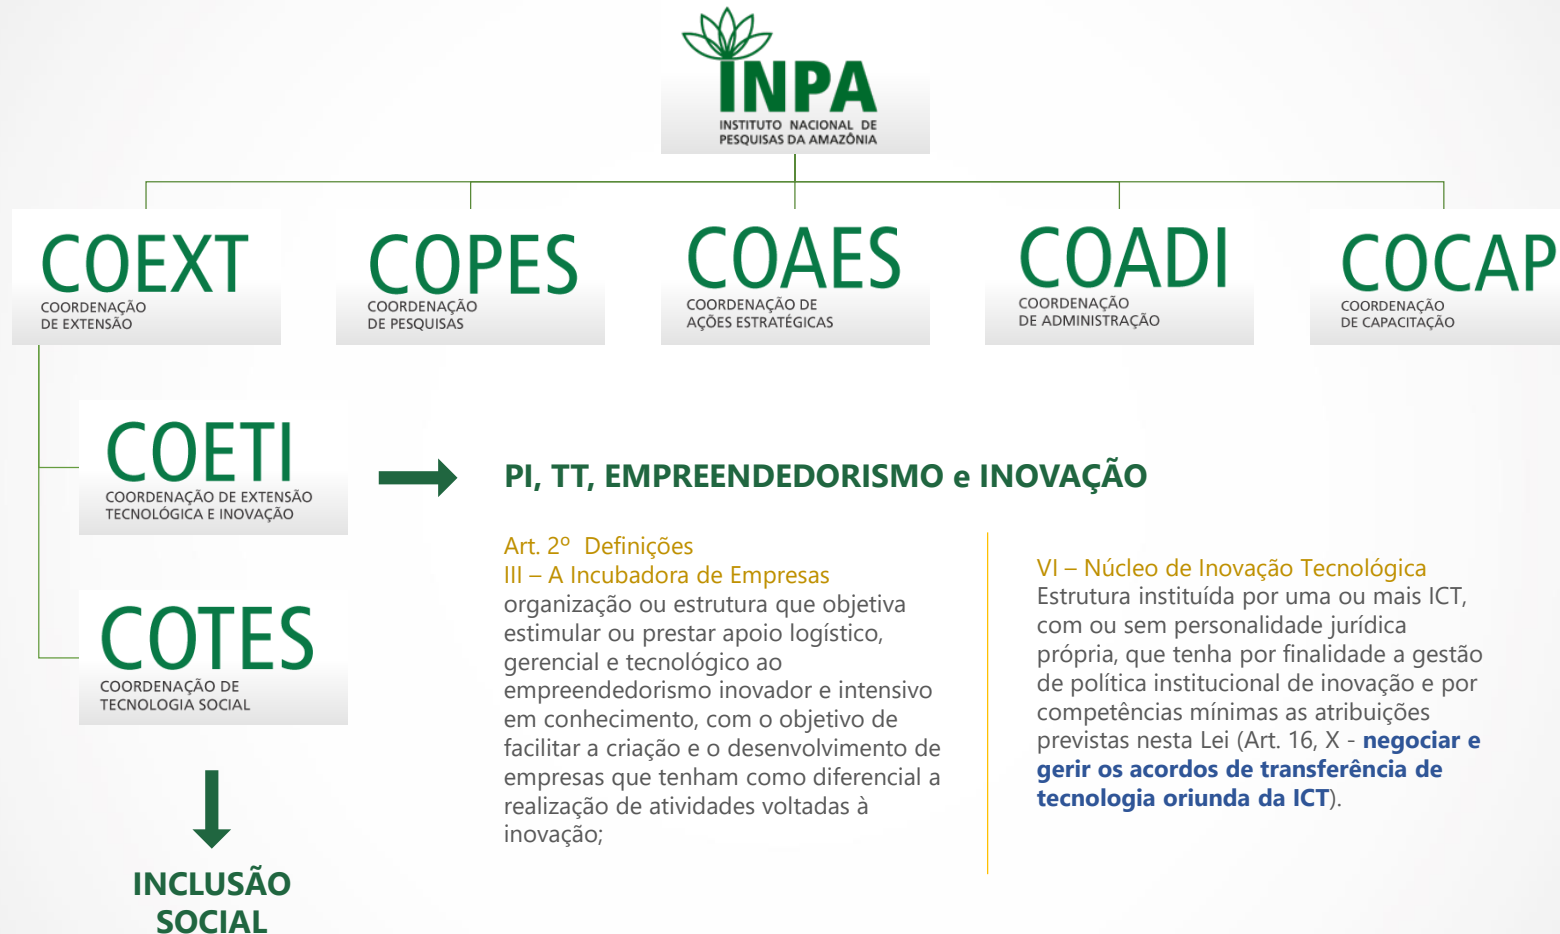 INPA
INSTITUTO NACIONAL DE
PESQUISAS DA AMAZÔNIA
COEXT
COORDENAÇÃO
DE EXTENSÃO
COPES
COORDENAÇÃO
DE PESQUISAS
COAES
COORDENAÇÃO DE
AÇÕES ESTRATÉGICAS
COADI
COORDENAÇÃO
DE ADMINISTRAÇÃO
COCAP
COORDENAÇÃO
DE CAPACITAÇÃO
COETI
COORDENAÇÃO DE EXTENSÃO
TECNOLÓGICA E INOVAÇÃO
COTES
COORDENAÇÃO DE
TECNOLOGIA SOCIAL
INCLUSÃO
SOCIAL
PI, TT, EMPREENDEDORISMO e INOVAÇÃO
Art. 2º  Definições
III – A Incubadora de Empresas
organização ou estrutura que objetiva
estimular ou prestar apoio logístico,
gerencial e tecnológico ao
empreendedorismo inovador e intensivo
em conhecimento, com o objetivo de
facilitar a criação e o desenvolvimento de
empresas que tenham como diferencial a
realização de atividades voltadas à
inovação;
VI – Núcleo de Inovação Tecnológica
Estrutura instituída por uma ou mais ICT,
com ou sem personalidade jurídica
própria, que tenha por finalidade a gestão
de política institucional de inovação e por
competências mínimas as atribuições
previstas nesta Lei (Art. 16, X - negociar e
gerir os acordos de transferência de
tecnologia oriunda da ICT).